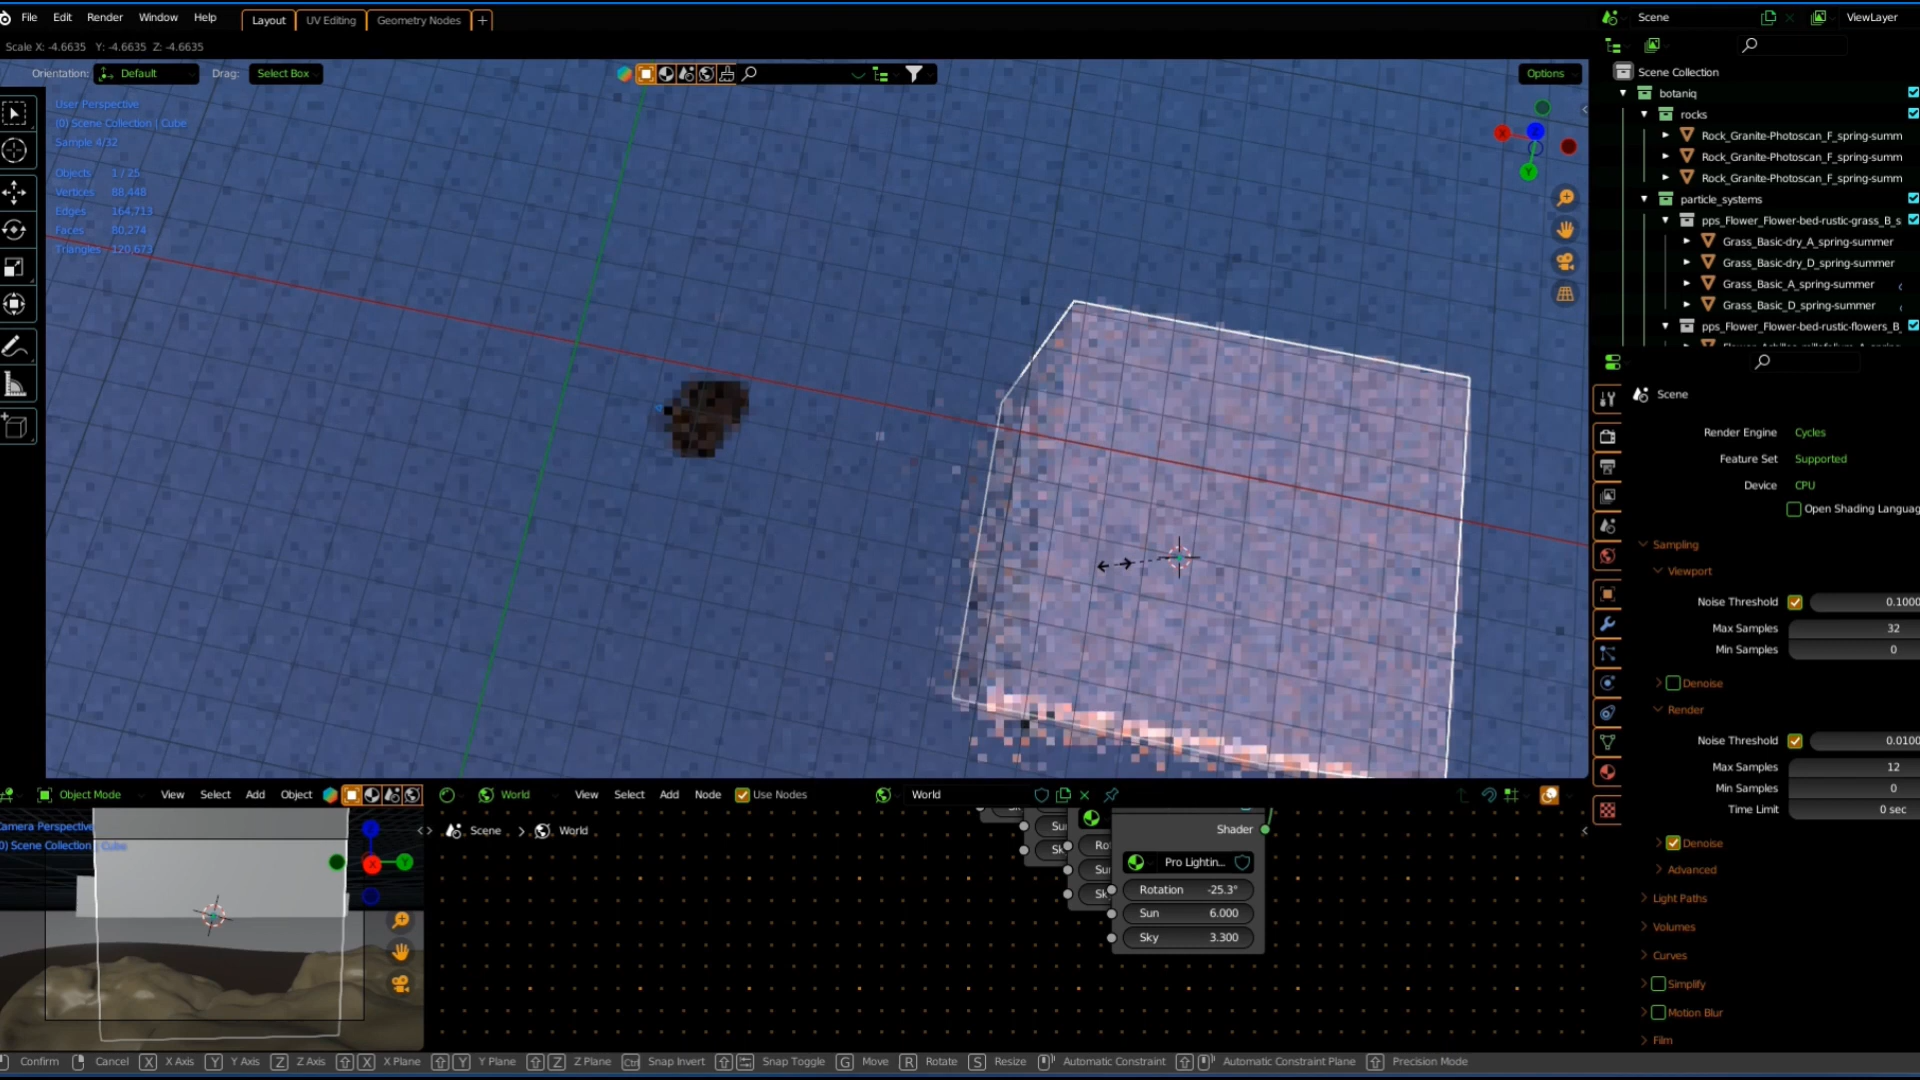 File Edit Render Window Help Layout UV Editing Geometry Nodes + Scene ViewLayer
Scale X: -4.6635 Y: -4.6635 Z: -4.6635
Orientation: Default Drag: Select Box Options
User Perspective
(0) Scene Collection | Cube
Sample 4/32
Objects 1/25
Vertices 88,448
Edges 164,713
Faces 80,274
Triangles 120,673
X
Z
Y
Scene Collection
botaniq
rocks
Rock_Granite-Photoscan_F_spring-summ
Rock_Granite-Photoscan_F_spring-summ
Rock_Granite-Photoscan_F_spring-summ
particle_systems
pps_Flower_Flower-bed-rustic-grass_B_s
Grass_Basic-dry_A_spring-summer
Grass_Basic-dry_D_spring-summer
Grass_Basic_A_spring-summer
Grass_Basic_D_spring-summer
pps_Flower_Flower-bed-rustic-flowers_B_
Scene
Render Engine Cycles
Feature Set Supported
Device CPU
Open Shading Languag
Sampling
Viewport
Noise Threshold 0.1000
Max Samples 32
Min Samples 0
Denoise
Render
Noise Threshold 0.0100
Max Samples 12
Min Samples 0
Time Limit 0 sec
Denoise
Advanced
Light Paths
Volumes
Curves
Simplify
Motion Blur
Film
Object Mode View Select Add Object World View Select Add Node Use Nodes World
Camera Perspective
0) Scene Collection | Cube
X
Y
Scene > World
Su
Sk
Ro
Su
Sk
Shader
Pro Lightin...
Rotation -25.3°
Sun 6.000
Sky 3.300
Confirm Cancel X X Axis Y Y Axis Z Z Axis X X Plane Y Y Plane Z Z Plane Ctrl Snap Invert Snap Toggle G Move R Rotate S Resize Automatic Constraint Automatic Constraint Plane Precision Mode